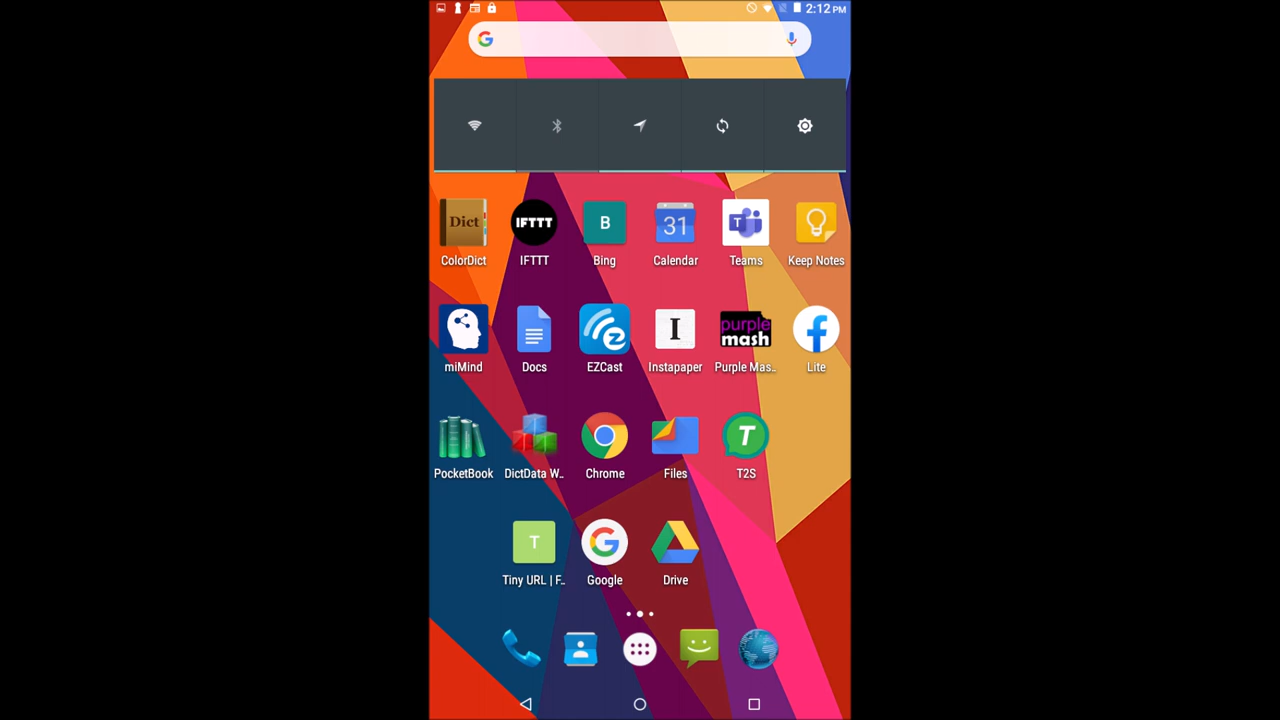 2:12 PM
G
Dict
IFTTT
B
31
T
ColorDict
IFTTT
Bing
Calendar
Teams
Keep Notes
I
purple
mash
miMind
Docs
EZCast
Instapaper
Purple Mas..
Lite
T
PocketBook
DictData W..
Chrome
Files
T2S
T
Tiny URL | F..
Google
Drive